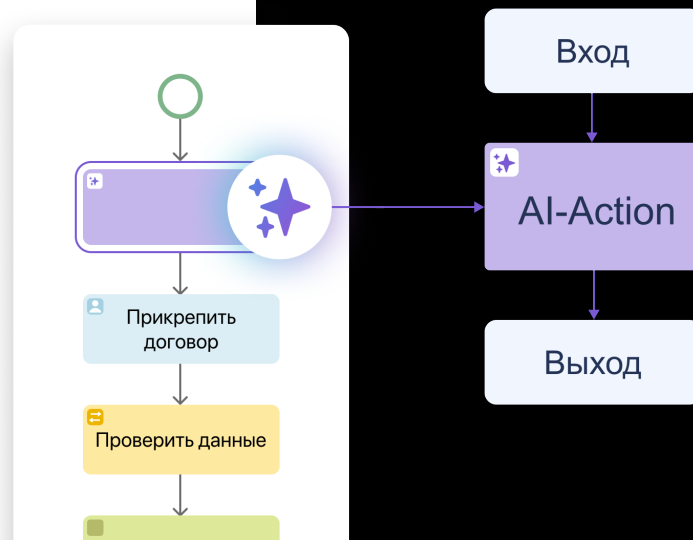 Вход
AI-Action
Выход
Прикрепить
договор
Проверить данные